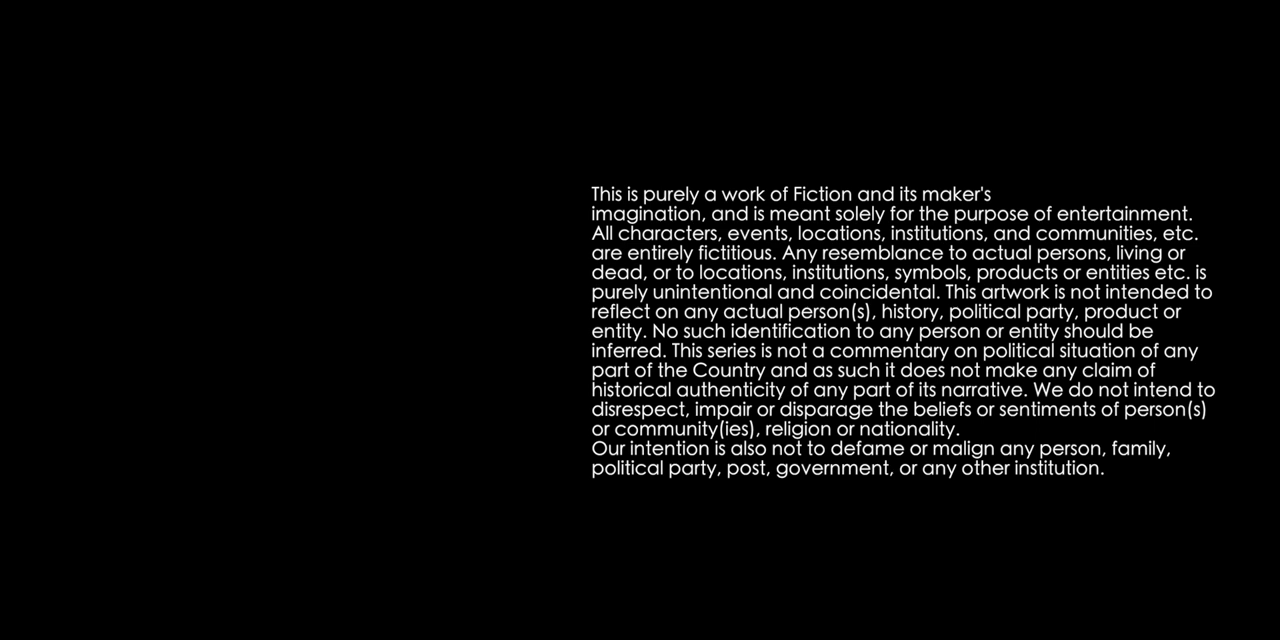 This is purely a work of Fiction and its maker's
imagination, and is meant solely for the purpose of entertainment.
All characters, events, locations, institutions, and communities, etc.
are entirely fictitious. Any resemblance to actual persons, living or
dead, or to locations, institutions, symbols, products or entities etc. is
purely unintentional and coincidental. This artwork is not intended to
reflect on any actual person(s), history, political party, product or
entity. No such identification to any person or entity should be
inferred. This series is not a commentary on political situation of any
part of the Country and as such it does not make any claim of
historical authenticity of any part of its narrative. We do not intend to
disrespect, impair or disparage the beliefs or sentiments of person(s)
or community(ies), religion or nationality.
Our intention is also not to defame or malign any person, family,
political party, post, government, or any other institution.